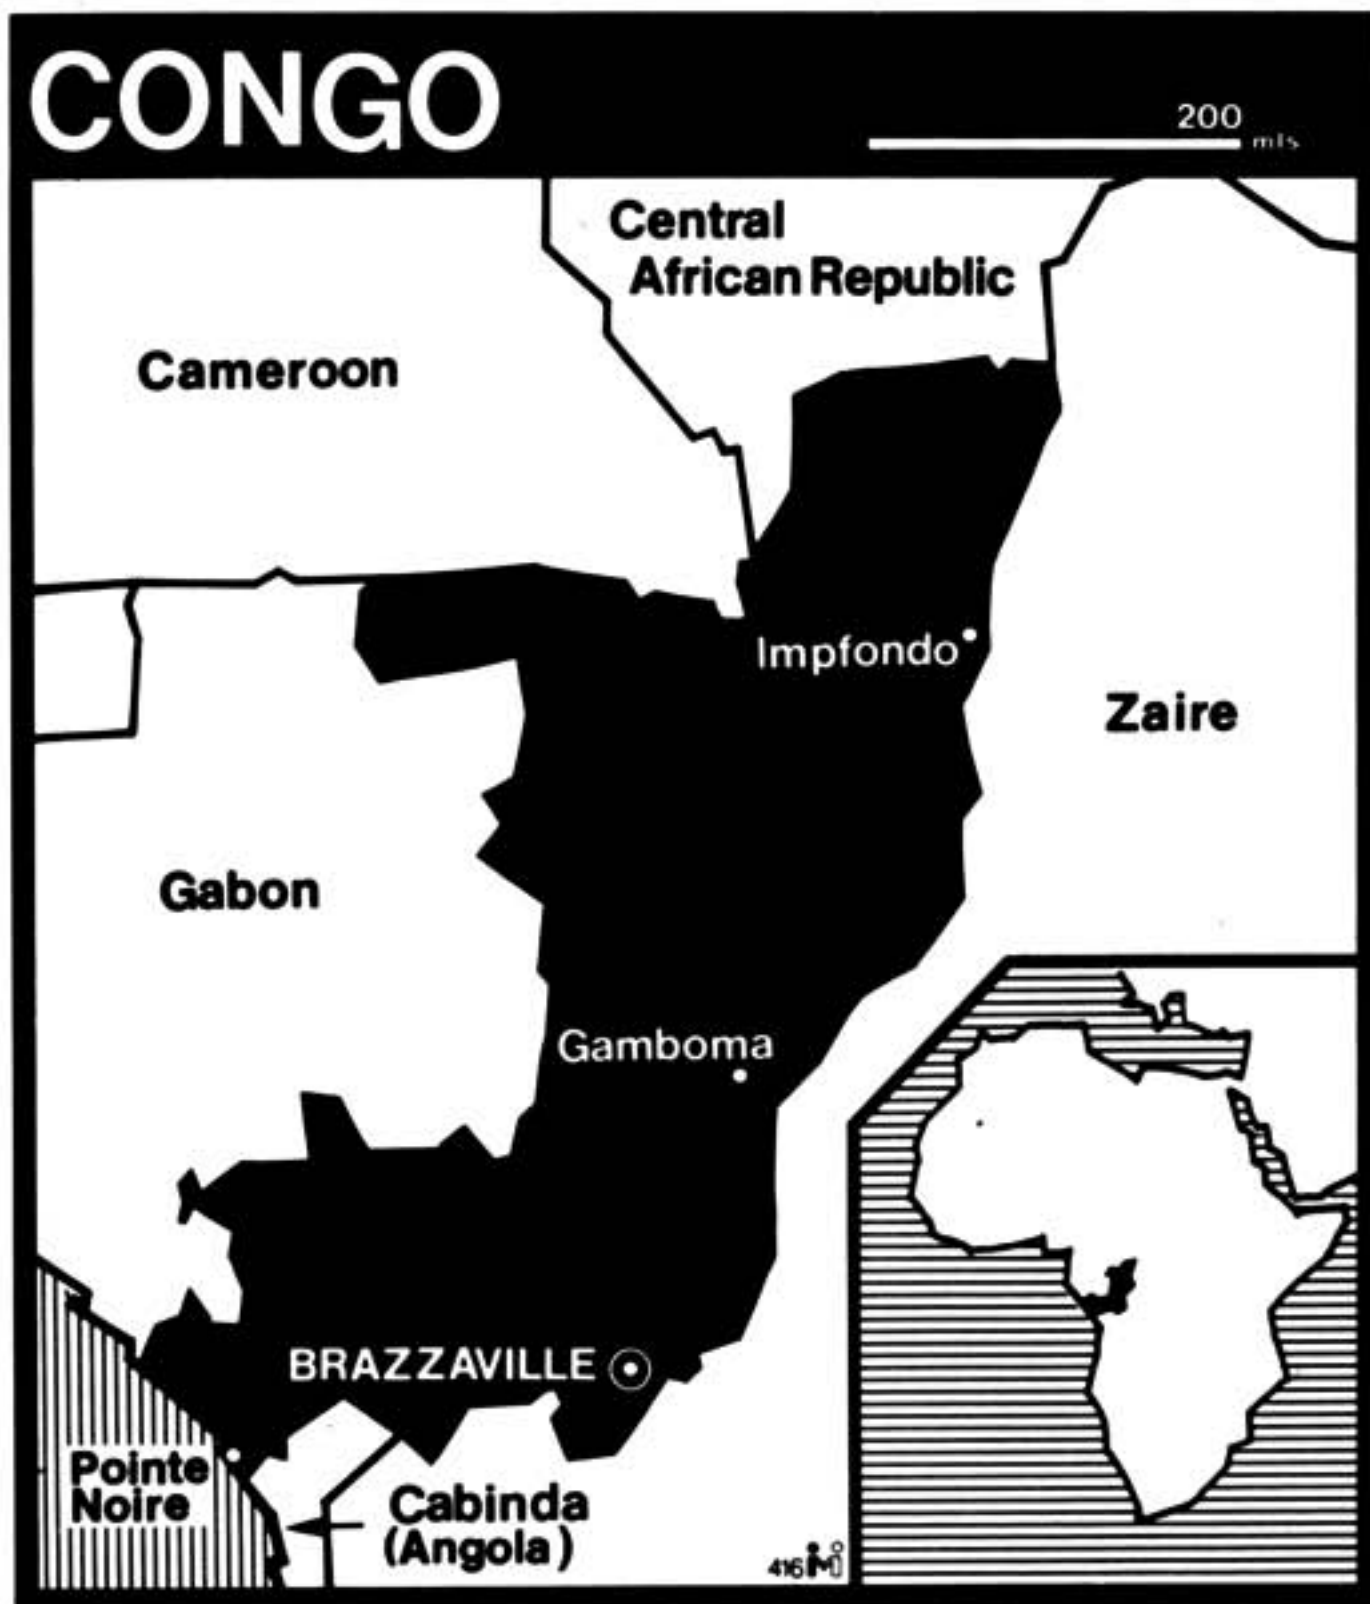 CONGO
200
mls
Central
African Republic
Cameroon
Impfondo
Zaire
Gabon
Gamboma
BRAZZAVILLE
Pointe
Noire
Cabinda
(Angola)
416